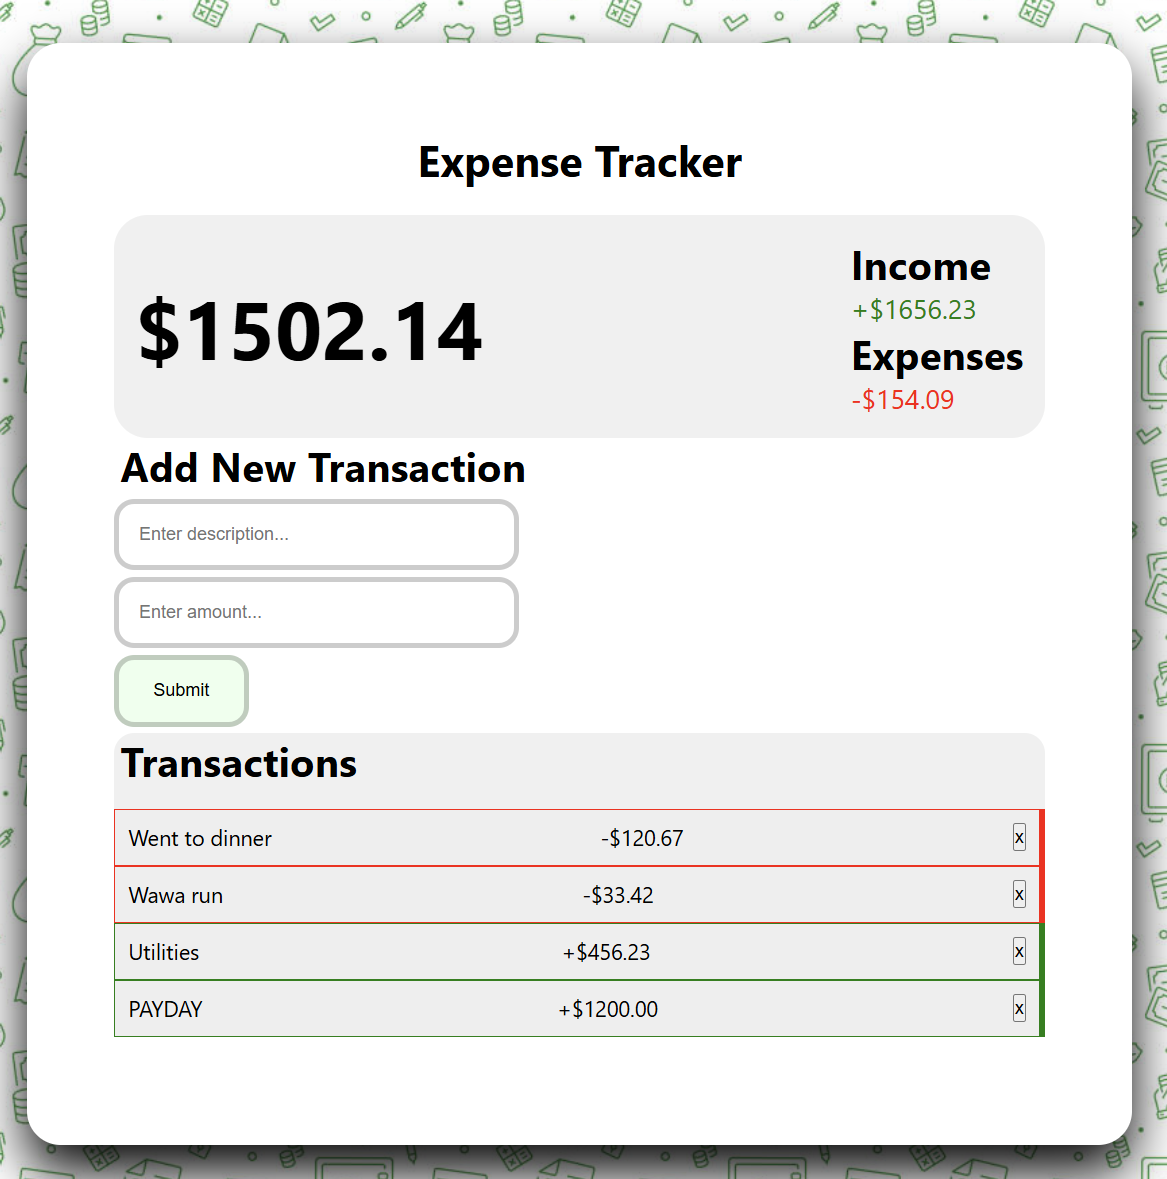 Expense Tracker
$1502.14
Income
+$1656.23
Expenses
-$154.09
Add New Transaction
Enter description...
Enter amount...
Submit
Transactions
Went to dinner -$120.67 x
Wawa run -$33.42 x
Utilities +$456.23 x
PAYDAY +$1200.00 x